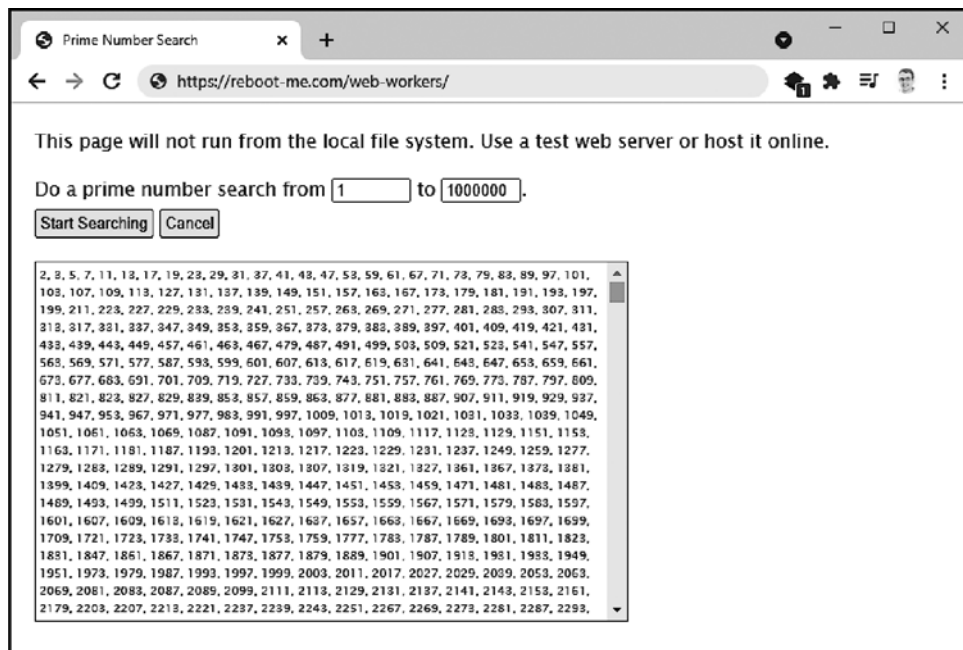 Prime Number Search
https://reboot-me.com/web-workers/
1
This page will not run from the local file system. Use a test web server or host it online.
Do a prime number search from 1 to 1000000.
Start Searching Cancel
2, 3, 5, 7, 11, 13, 17, 19, 23, 29, 31, 37, 41, 43, 47, 53, 59, 61, 67, 71, 73, 79, 83, 89, 97, 101,
103, 107, 109, 113, 127, 131, 137, 139, 149, 151, 157, 163, 167, 173, 179, 181, 191, 193, 197,
199, 211, 223, 227, 229, 233, 239, 241, 251, 257, 263, 269, 271, 277, 281, 283, 293, 307, 311,
313, 317, 331, 337, 347, 349, 353, 359, 367, 373, 379, 383, 389, 397, 401, 409, 419, 421, 431,
433, 439, 443, 449, 457, 461, 463, 467, 479, 487, 491, 499, 503, 509, 521, 523, 541, 547, 557,
563, 569, 571, 577, 587, 593, 599, 601, 607, 613, 617, 619, 631, 641, 643, 647, 653, 659, 661,
673, 677, 683, 691, 701, 709, 719, 727, 733, 739, 743, 751, 757, 761, 769, 773, 787, 797, 809,
811, 821, 823, 827, 829, 839, 853, 857, 859, 863, 877, 881, 883, 887, 907, 911, 919, 929, 937,
941, 947, 953, 967, 971, 977, 983, 991, 997, 1009, 1013, 1019, 1021, 1031, 1033, 1039, 1049,
1051, 1061, 1063, 1069, 1087, 1091, 1093, 1097, 1103, 1109, 1117, 1123, 1129, 1151, 1153,
1163, 1171, 1181, 1187, 1193, 1201, 1213, 1217, 1223, 1229, 1231, 1237, 1249, 1259, 1277,
1279, 1283, 1289, 1291, 1297, 1301, 1303, 1307, 1319, 1321, 1327, 1361, 1367, 1373, 1381,
1399, 1409, 1423, 1427, 1429, 1433, 1439, 1447, 1451, 1453, 1459, 1471, 1481, 1483, 1487,
1489, 1493, 1499, 1511, 1523, 1531, 1543, 1549, 1553, 1559, 1567, 1571, 1579, 1583, 1597,
1601, 1607, 1609, 1613, 1619, 1621, 1627, 1637, 1657, 1663, 1667, 1669, 1693, 1697, 1699,
1709, 1721, 1723, 1733, 1741, 1747, 1753, 1759, 1777, 1783, 1787, 1789, 1801, 1811, 1823,
1831, 1847, 1861, 1867, 1871, 1873, 1877, 1879, 1889, 1901, 1907, 1913, 1931, 1933, 1949,
1951, 1973, 1979, 1987, 1993, 1997, 1999, 2003, 2011, 2017, 2027, 2029, 2039, 2053, 2063,
2069, 2081, 2083, 2087, 2089, 2099, 2111, 2113, 2129, 2131, 2137, 2141, 2143, 2153, 2161,
2179, 2203, 2207, 2213, 2221, 2237, 2239, 2243, 2251, 2267, 2269, 2273, 2281, 2287, 2293,